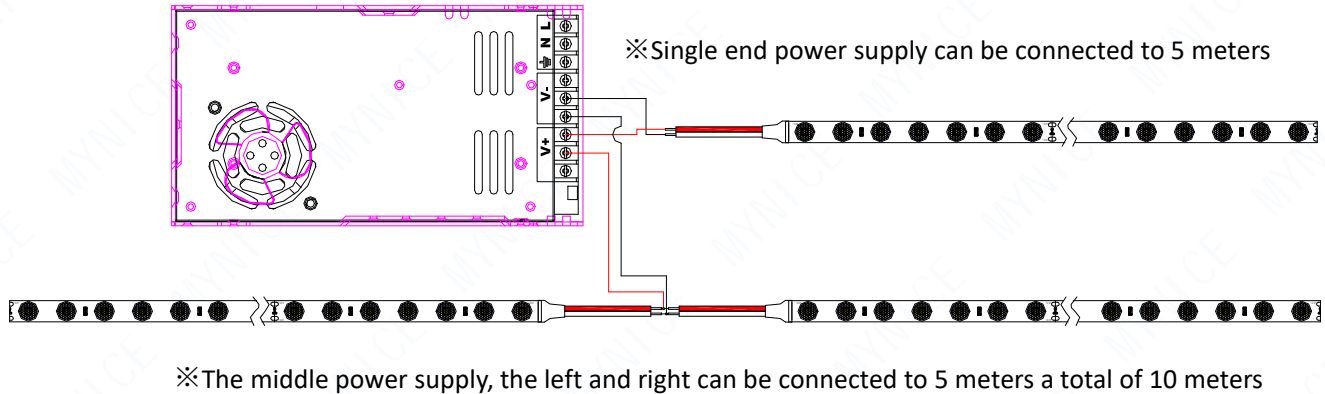 L
N
V-
V+
※Single end power supply can be connected to 5 meters
※The middle power supply, the left and right can be connected to 5 meters a total of 10 meters
MYNICE